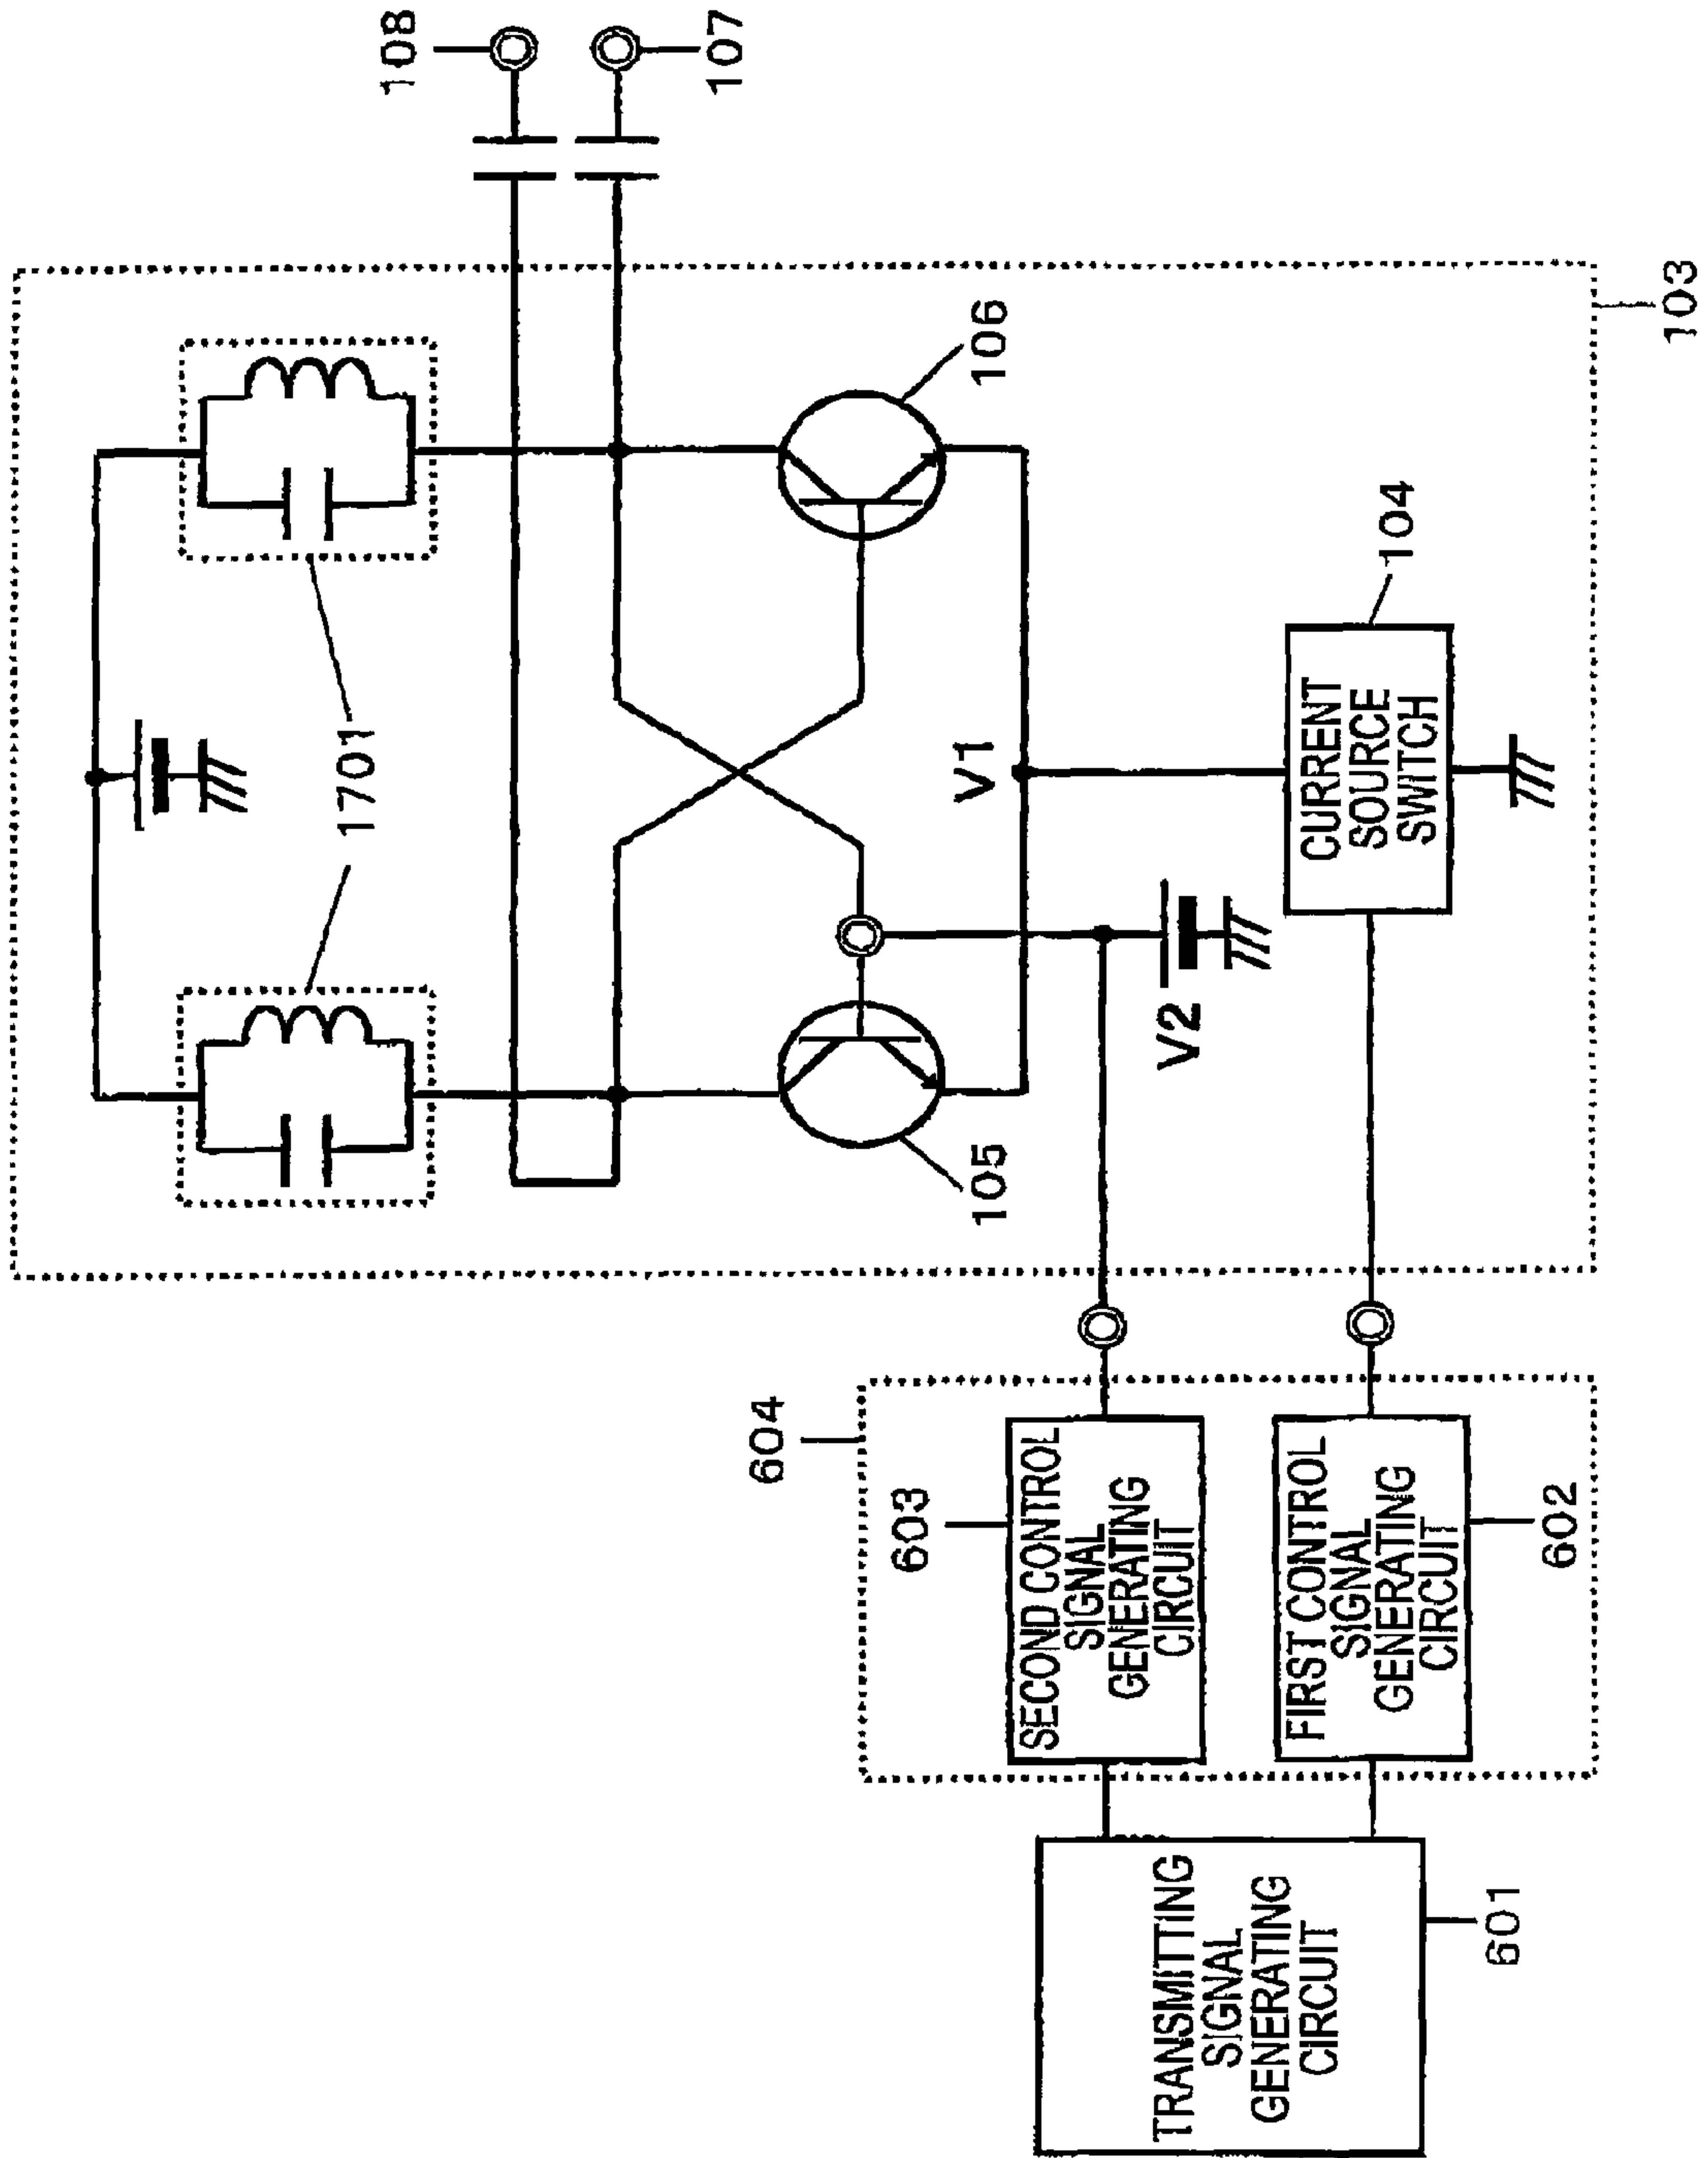 108
107
103
1701
106
V1
104
CURRENT
SOURCE
SWITCH
105
V2
604
603
SECOND CONTROL
SIGNAL
GENERATING
CIRCUIT
FIRST CONTROL
SIGNAL
GENERATING
CIRCUIT
602
TRANSMITTING
SIGNAL
GENERATING
CIRCUIT
601